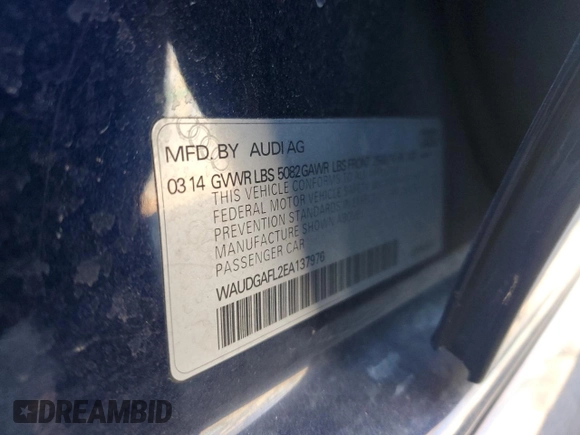 MFD. BY AUDI AG
03 14 GVWR LBS 5082 GAWR LBS FRONT
THIS VEHICLE CONFORMS
FEDERAL MOTOR VEHICLE
PREVENTION STANDARDS
MANUFACTURE SHOWN ABOVE
PASSENGER CAR
WAUDGAFL2EA137976
DREAMBID